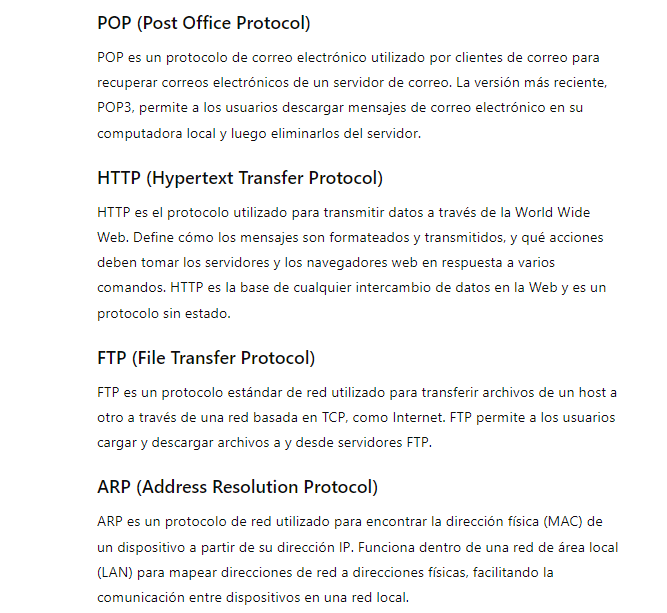 POP (Post Office Protocol)
POP es un protocolo de correo electrónico utilizado por clientes de correo para
recuperar correos electrónicos de un servidor de correo. La versión más reciente,
POP3, permite a los usuarios descargar mensajes de correo electrónico en su
computadora local y luego eliminarlos del servidor.
HTTP (Hypertext Transfer Protocol)
HTTP es el protocolo utilizado para transmitir datos a través de la World Wide
Web. Define cómo los mensajes son formateados y transmitidos, y qué acciones
deben tomar los servidores y los navegadores web en respuesta a varios
comandos. HTTP es la base de cualquier intercambio de datos en la Web y es un
protocolo sin estado.
FTP (File Transfer Protocol)
FTP es un protocolo estándar de red utilizado para transferir archivos de un host a
otro a través de una red basada en TCP, como Internet. FTP permite a los usuarios
cargar y descargar archivos a y desde servidores FTP.
ARP (Address Resolution Protocol)
ARP es un protocolo de red utilizado para encontrar la dirección física (MAC) de
un dispositivo a partir de su dirección IP. Funciona dentro de una red de área local
(LAN) para mapear direcciones de red a direcciones físicas, facilitando la
comunicación entre dispositivos en una red local.